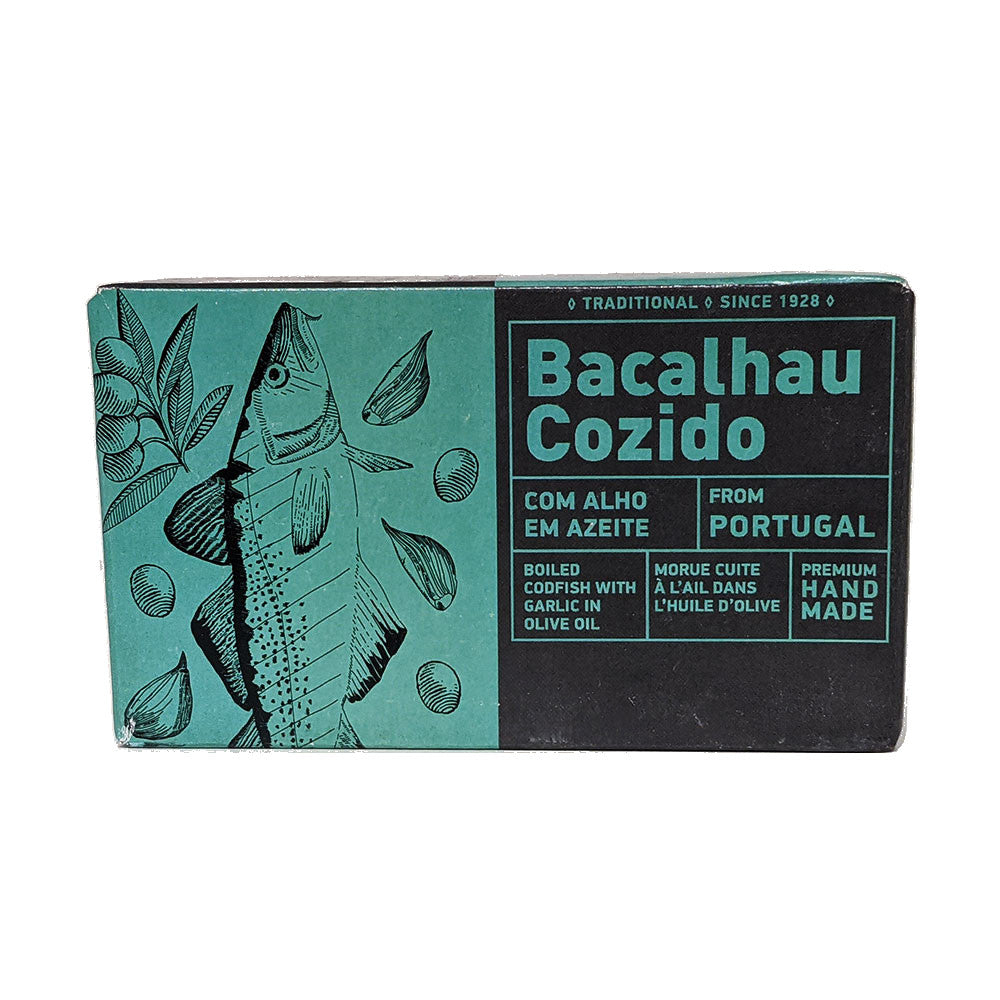 ◊ TRADITIONAL ◊ SINCE 1928 ◊
Bacalhau
Cozido
COM ALHO
EM AZEITE
FROM
PORTUGAL
BOILED
CODFISH WITH
GARLIC IN
OLIVE OIL
MORUE CUITE
À L'AIL DANS
L'HUILE D'OLIVE
PREMIUM
HAND
MADE